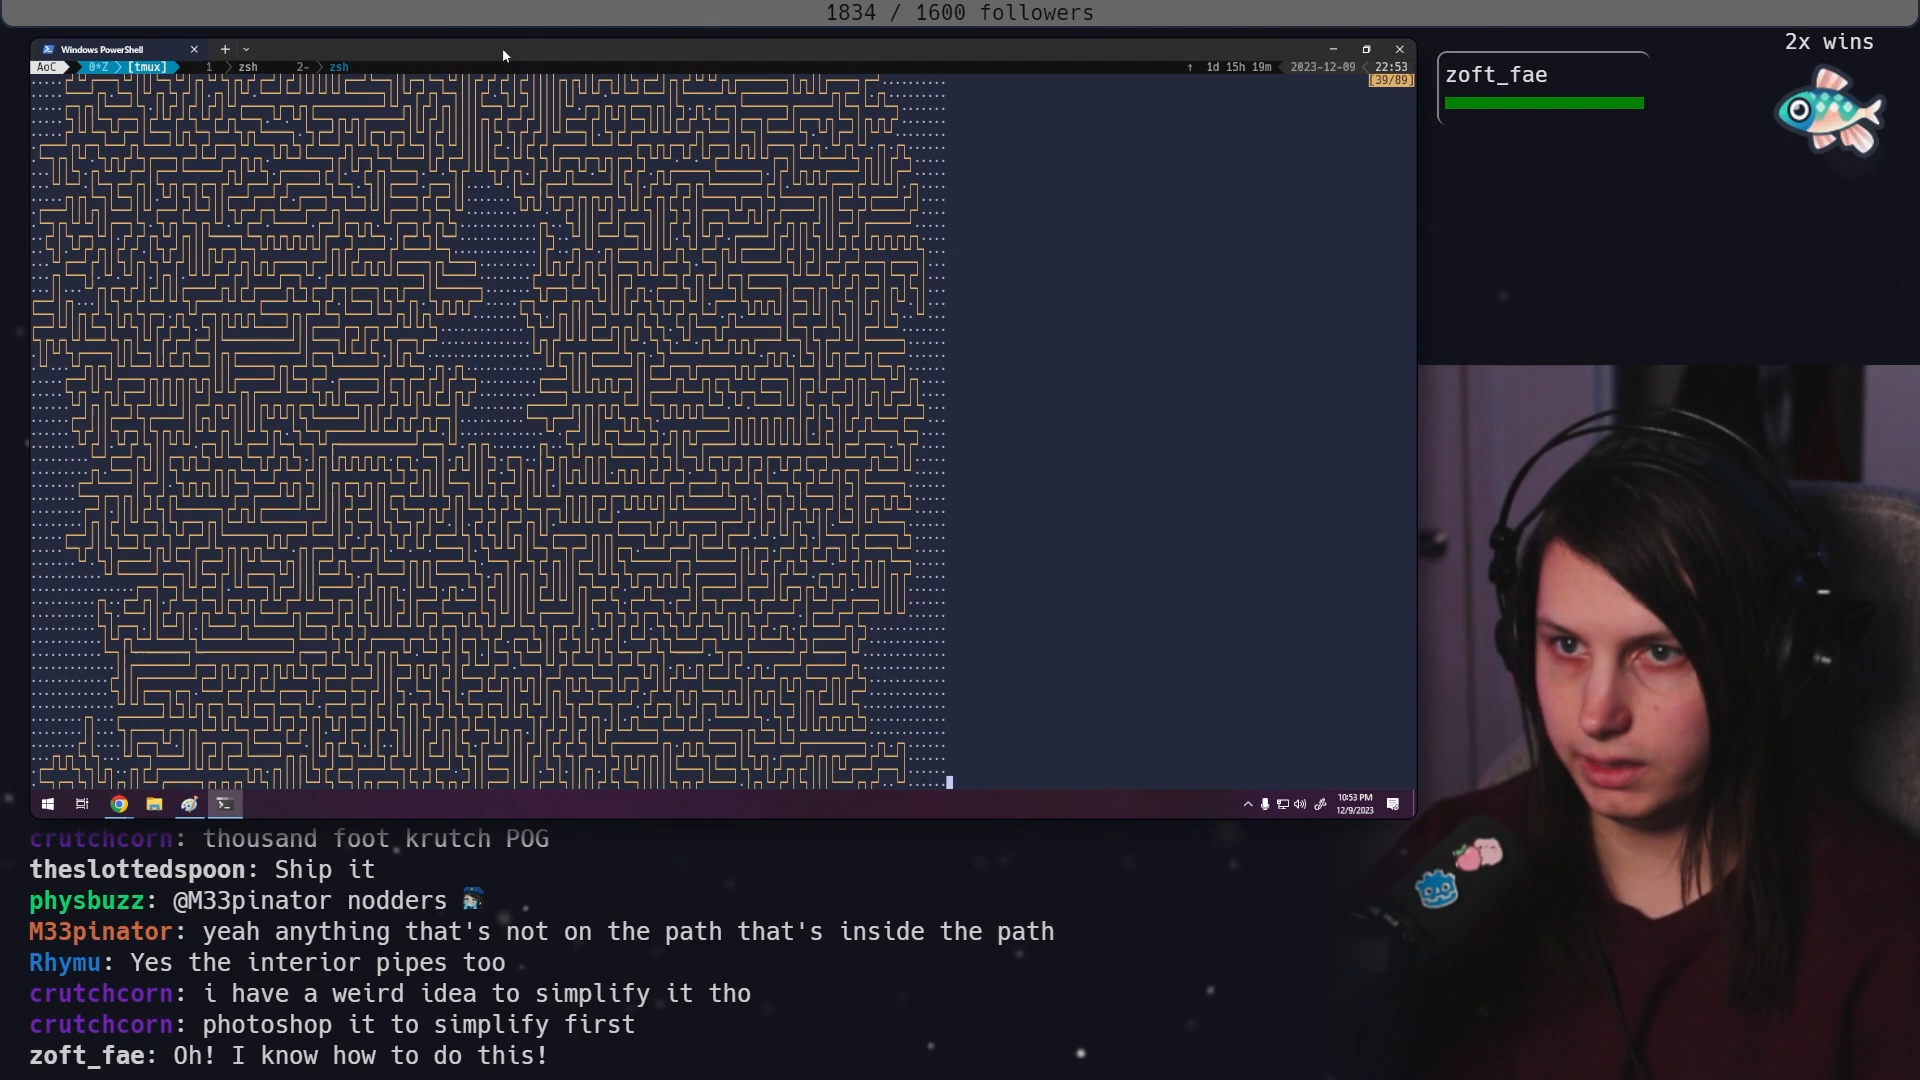 1834 / 1600 followers
Windows PowerShell
AoC 0*Z [tmux] 1 zsh 2- zsh ↑ 1d 15h 19m 2023-12-09 22:53
[39/89]
2x wins
zoft_fae
10:53 PM
12/9/2023
crutchcorn: thousand foot krutch POG
theslottedspoon: Ship it
physbuzz: @M33pinator nodders
M33pinator: yeah anything that's not on the path that's inside the path
Rhymu: Yes the interior pipes too
crutchcorn: i have a weird idea to simplify it tho
crutchcorn: photoshop it to simplify first
zoft_fae: Oh! I know how to do this!